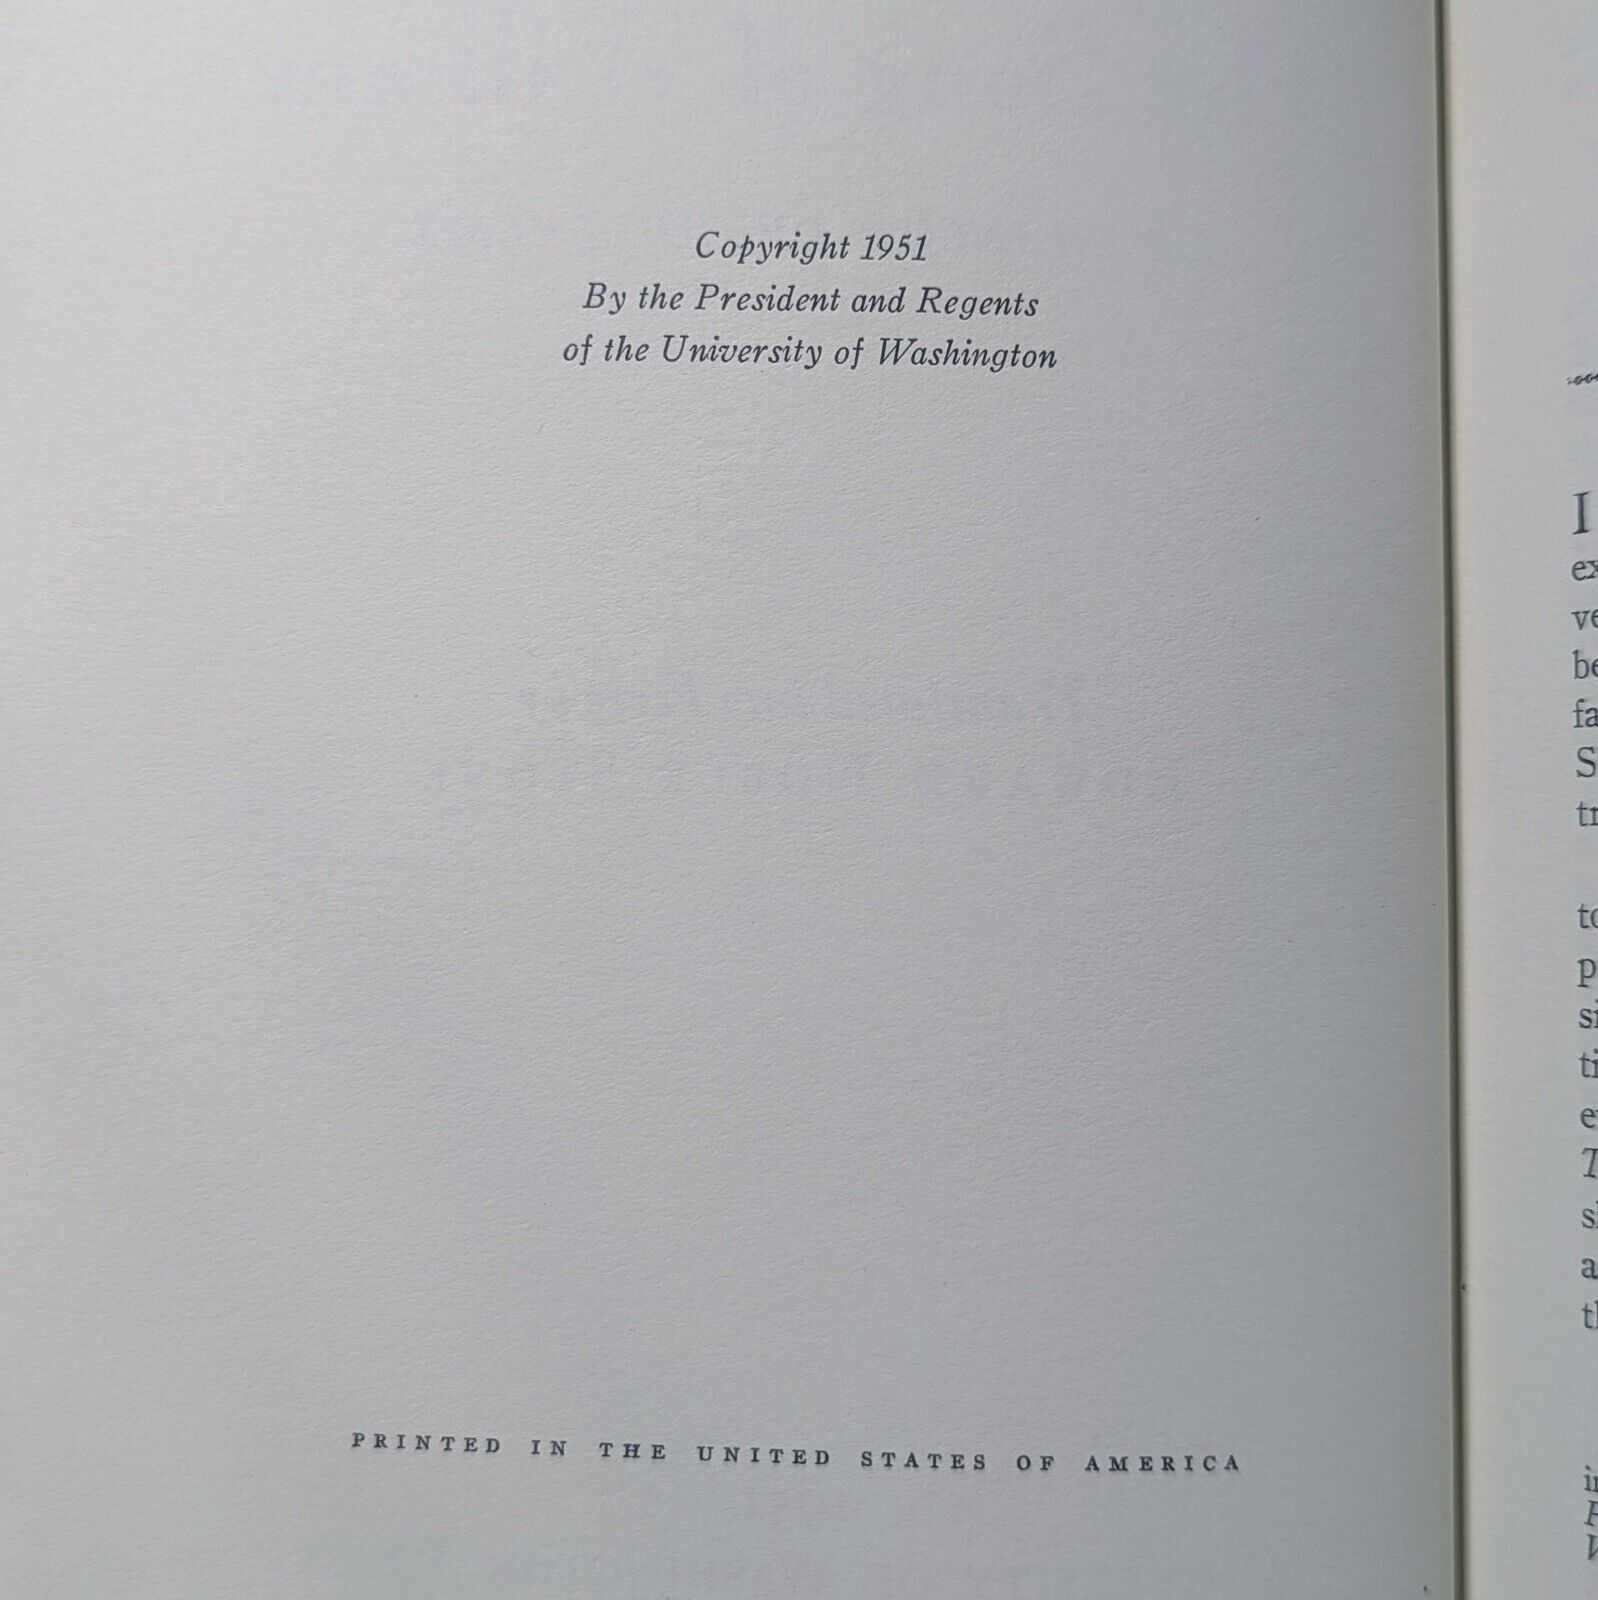 Copyright 1951
By the President and Regents
of the University of Washington
PRINTED IN THE UNITED STATES OF AMERICA
I